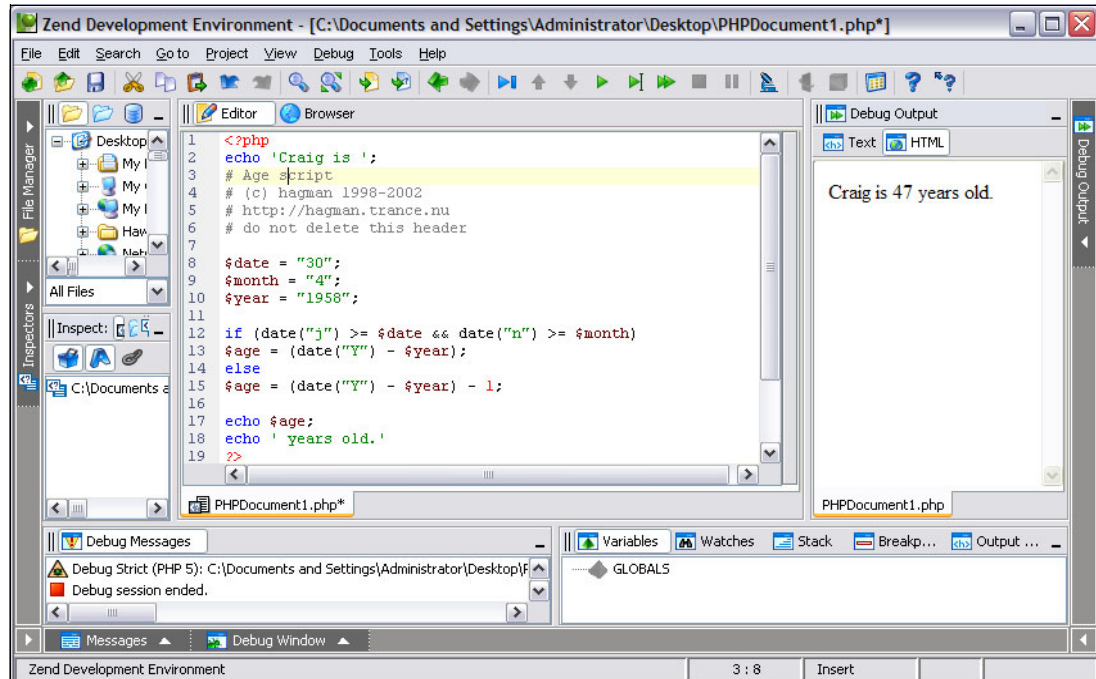 Zend Development Environment - [C:\Documents and Settings\Administrator\Desktop\PHPDocument1.php*]
File Edit Search Go to Project View Debug Tools Help
File Manager
Inspectors
Desktop
My
My
My
Haw
Netw
All Files
Inspect:
C:\Documents a
Editor Browser
1 <?php
2 echo 'Craig is ';
3 # Age script
4 # (c) hagman 1998-2002
5 # http://hagman.trance.nu
6 # do not delete this header
7
8 $date = "30";
9 $month = "4";
10 $year = "1958";
11
12 if (date("j") >= $date && date("n") >= $month)
13 $age = (date("Y") - $year);
14 else
15 $age = (date("Y") - $year) - 1;
16
17 echo $age;
18 echo ' years old.'
19 ?>
PHPDocument1.php*
Debug Output
Text HTML
Craig is 47 years old.
PHPDocument1.php
Debug Output
Debug Messages
Debug Strict (PHP 5): C:\Documents and Settings\Administrator\Desktop\P
Debug session ended.
Variables Watches Stack Breakp... Output ...
GLOBALS
Messages Debug Window
Zend Development Environment 3:8 Insert